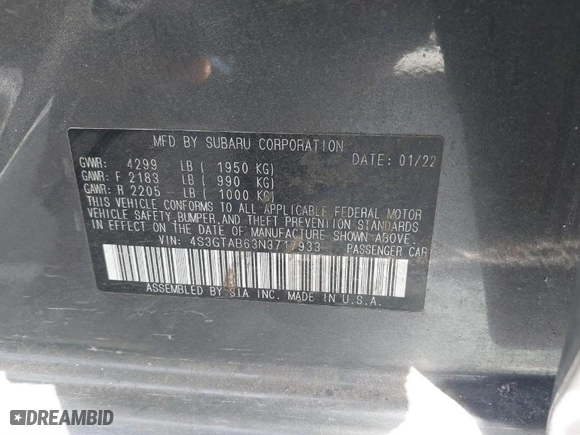 MFD BY SUBARU CORPORATION
GVWR: 4299 LB ( 1950 KG) DATE: 01/22
GAWR: F 2183 LB ( 990 KG)
GAWR: R 2205 LB ( 1000 KG)
THIS VEHICLE CONFORMS TO ALL APPLICABLE FEDERAL MOTOR
VEHICLE SAFETY, BUMPER, AND THEFT PREVENTION STANDARDS
IN EFFECT ON THE DATE OF MANUFACTURE SHOWN ABOVE.
VIN: 4S3GTAB63N3717933 PASSENGER CAR
ASSEMBLED BY SIA INC. MADE IN U.S.A.
DREAMBID